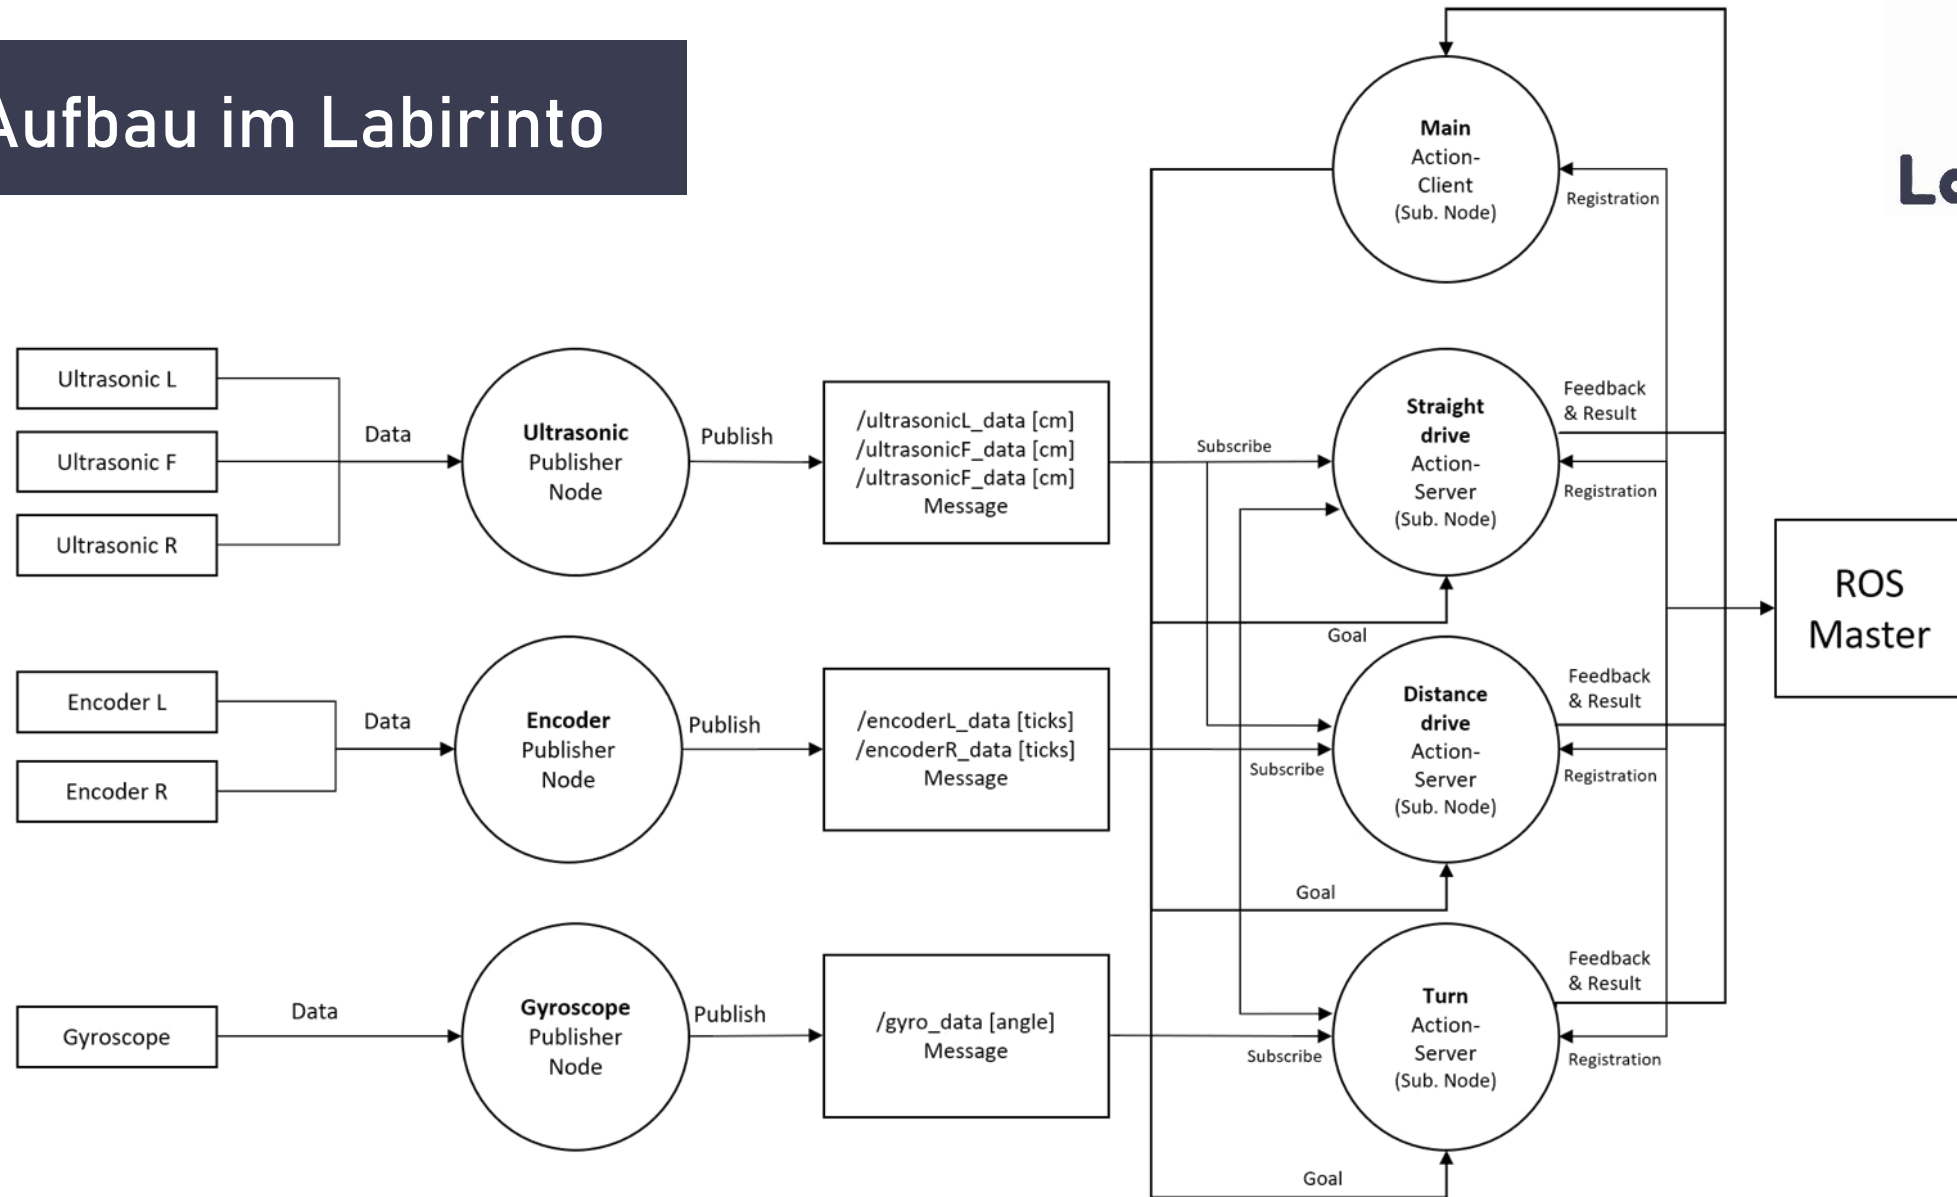 Aufbau im Labirinto
Main
Action-
Client
(Sub. Node)
Registration
Ultrasonic L
Ultrasonic F
Ultrasonic R
Data
Ultrasonic
Publisher
Node
Publish
/ultrasonicL_data [cm]
/ultrasonicF_data [cm]
/ultrasonicF_data [cm]
Message
Subscribe
Straight
drive
Action-
Server
(Sub. Node)
Feedback
& Result
Registration
Goal
ROS
Master
Encoder L
Encoder R
Data
Encoder
Publisher
Node
Publish
/encoderL_data [ticks]
/encoderR_data [ticks]
Message
Subscribe
Distance
drive
Action-
Server
(Sub. Node)
Feedback
& Result
Registration
Goal
Gyroscope
Data
Gyroscope
Publisher
Node
Publish
/gyro_data [angle]
Message
Subscribe
Turn
Action-
Server
(Sub. Node)
Feedback
& Result
Registration
Goal